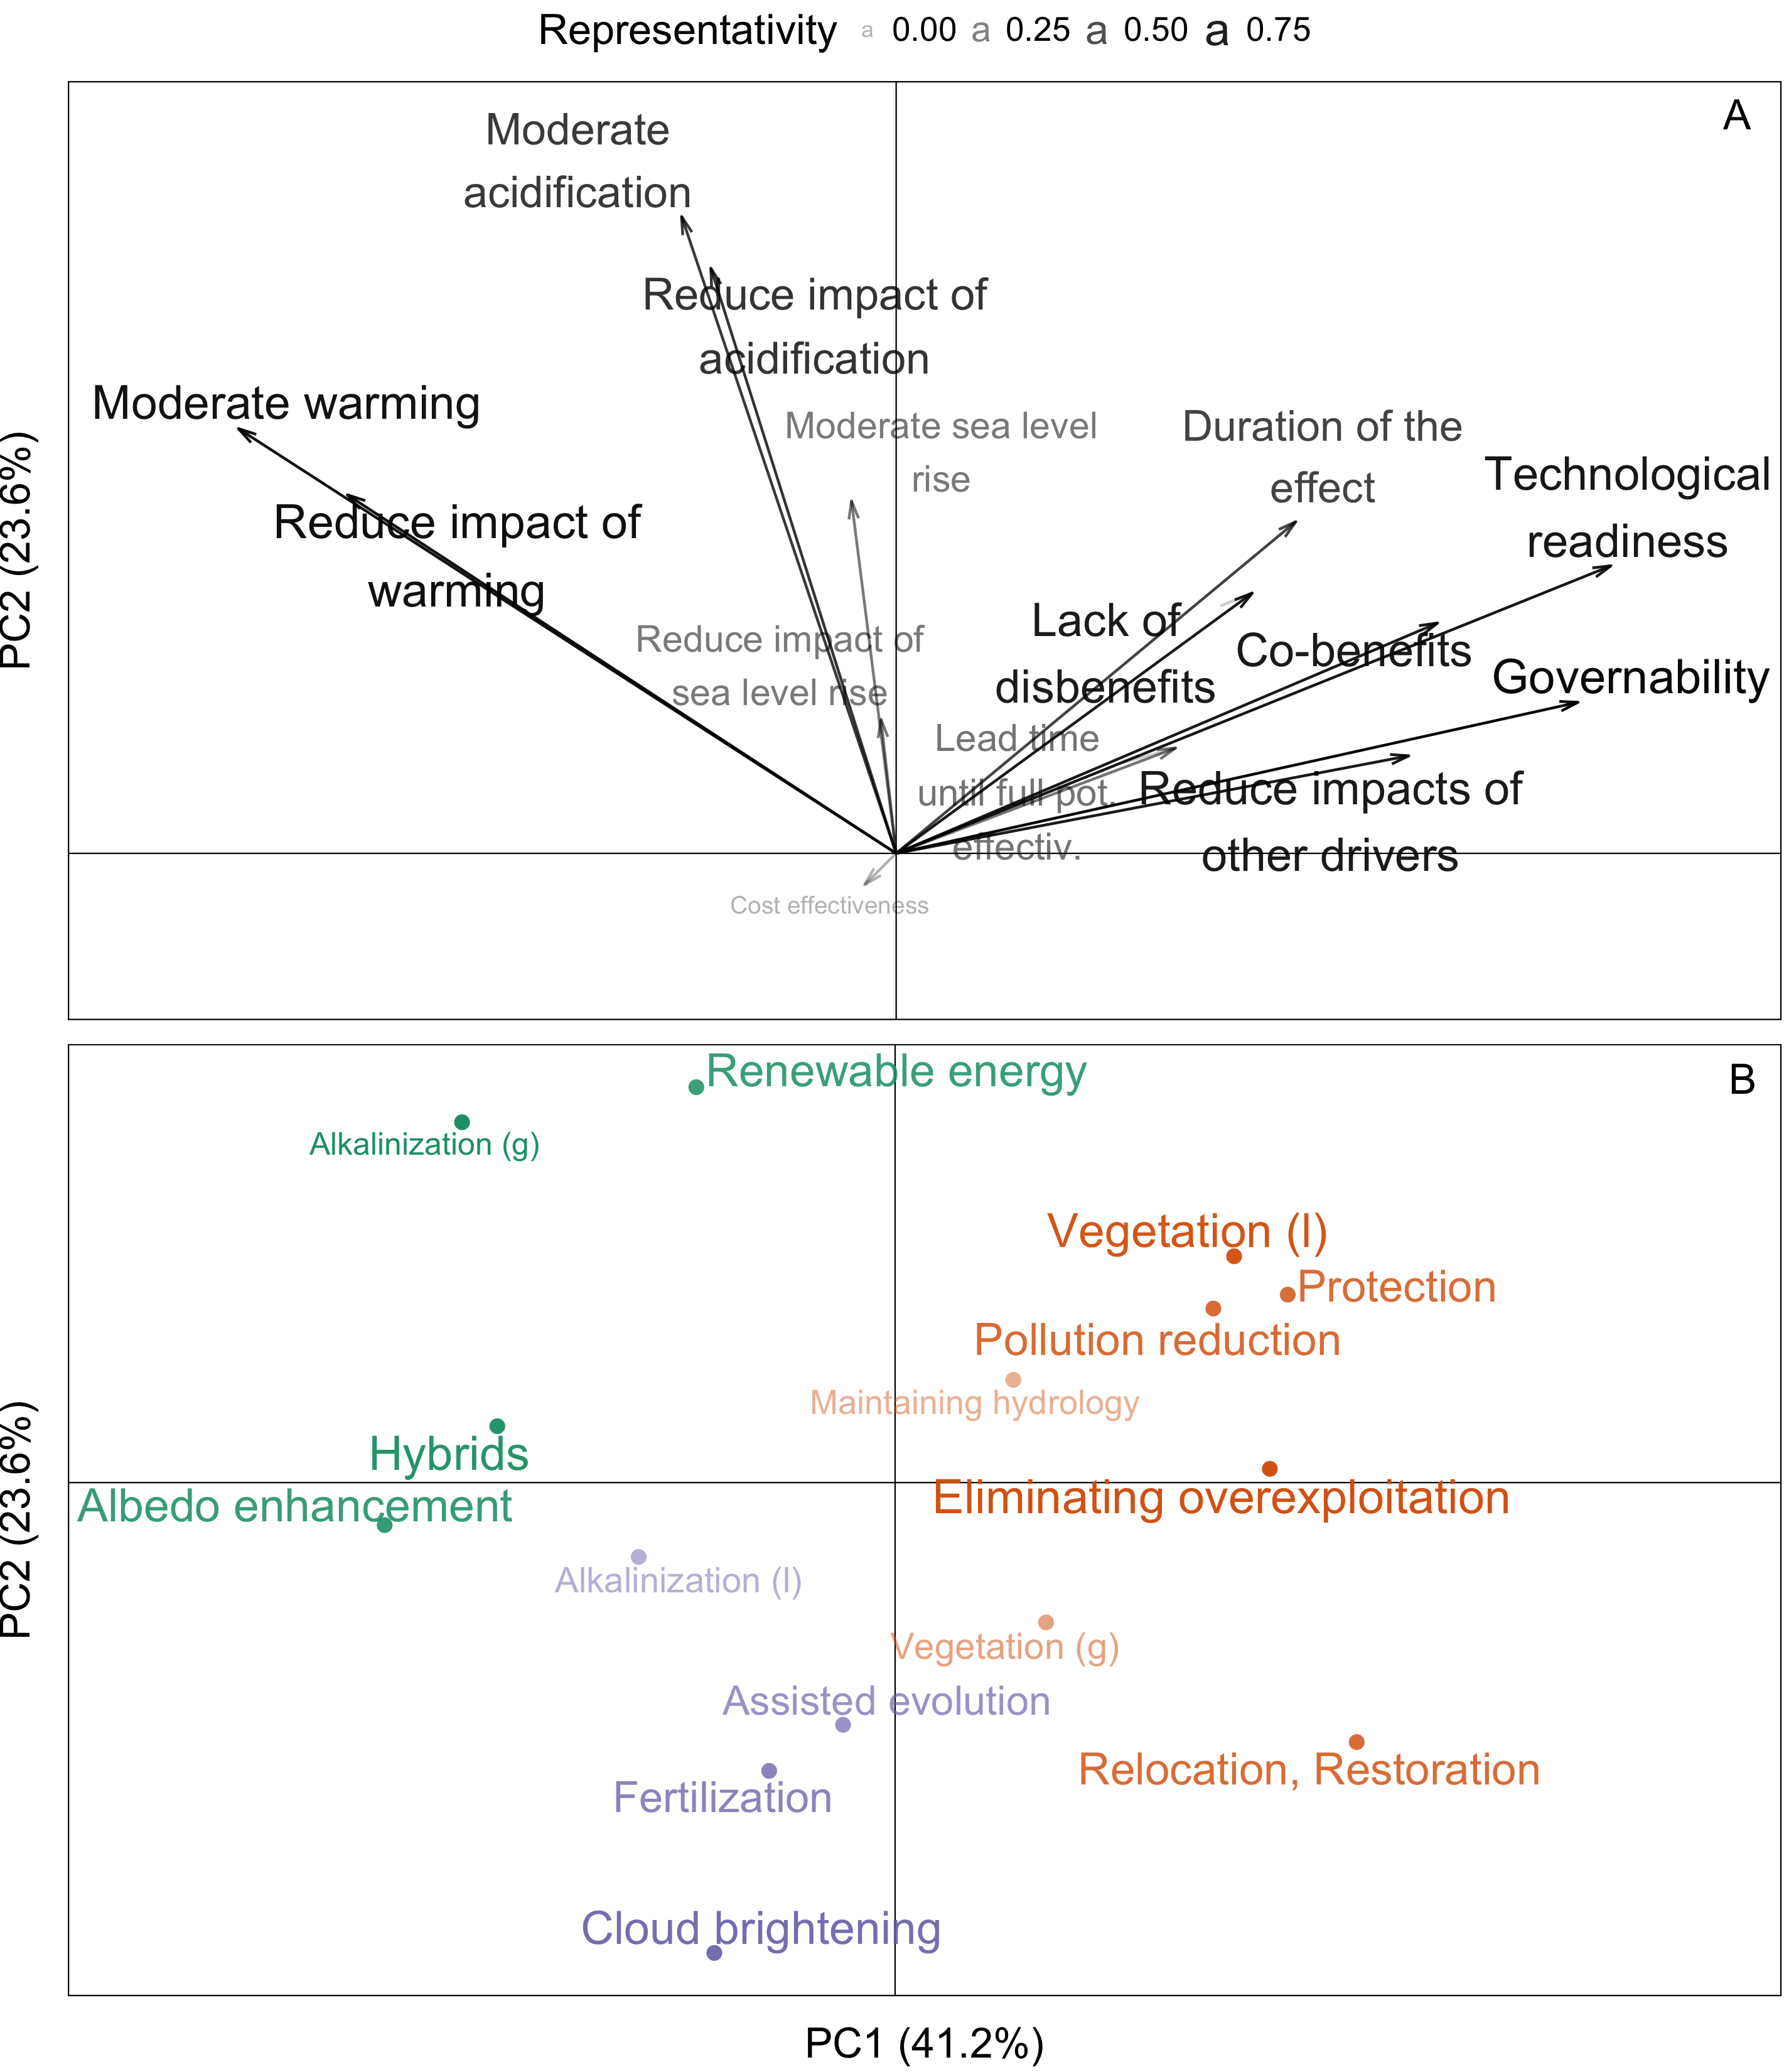 Representativity a 0.00 a 0.25 a 0.50 a 0.75
A
Moderate
acidification
Reduce impact of
acidification
Moderate warming
Moderate sea level
rise
Duration of the
effect
Technological
readiness
Reduce impact of
warming
Lack of
disbenefits
Co-benefits
Reduce impact of
sea level rise
Governability
Lead time
until full pot.
effectiv.
Reduce impacts of
other drivers
Cost effectiveness
PC2 (23.6%)
B
Renewable energy
Alkalinization (g)
Vegetation (l)
Protection
Pollution reduction
Maintaining hydrology
Hybrids
Albedo enhancement
Eliminating overexploitation
Alkalinization (l)
Vegetation (g)
Assisted evolution
Relocation, Restoration
Fertilization
Cloud brightening
PC2 (23.6%)
PC1 (41.2%)